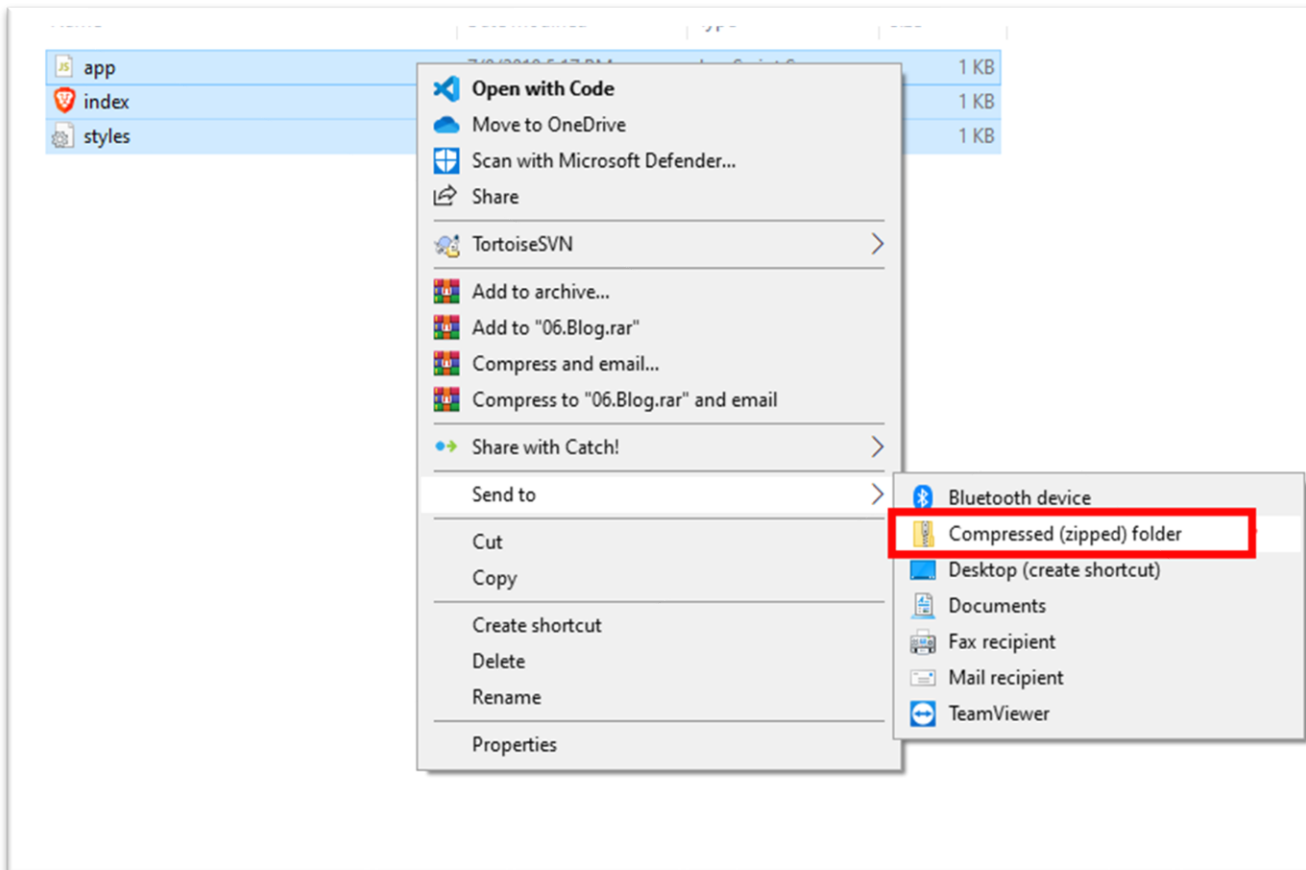 app
1 KB
index
1 KB
styles
1 KB
Open with Code
Move to OneDrive
Scan with Microsoft Defender...
Share
TortoiseSVN
Add to archive...
Add to "06.Blog.rar"
Compress and email...
Compress to "06.Blog.rar" and email
Share with Catch!
Send to
Cut
Copy
Create shortcut
Delete
Rename
Properties
Bluetooth device
Compressed (zipped) folder
Desktop (create shortcut)
Documents
Fax recipient
Mail recipient
TeamViewer